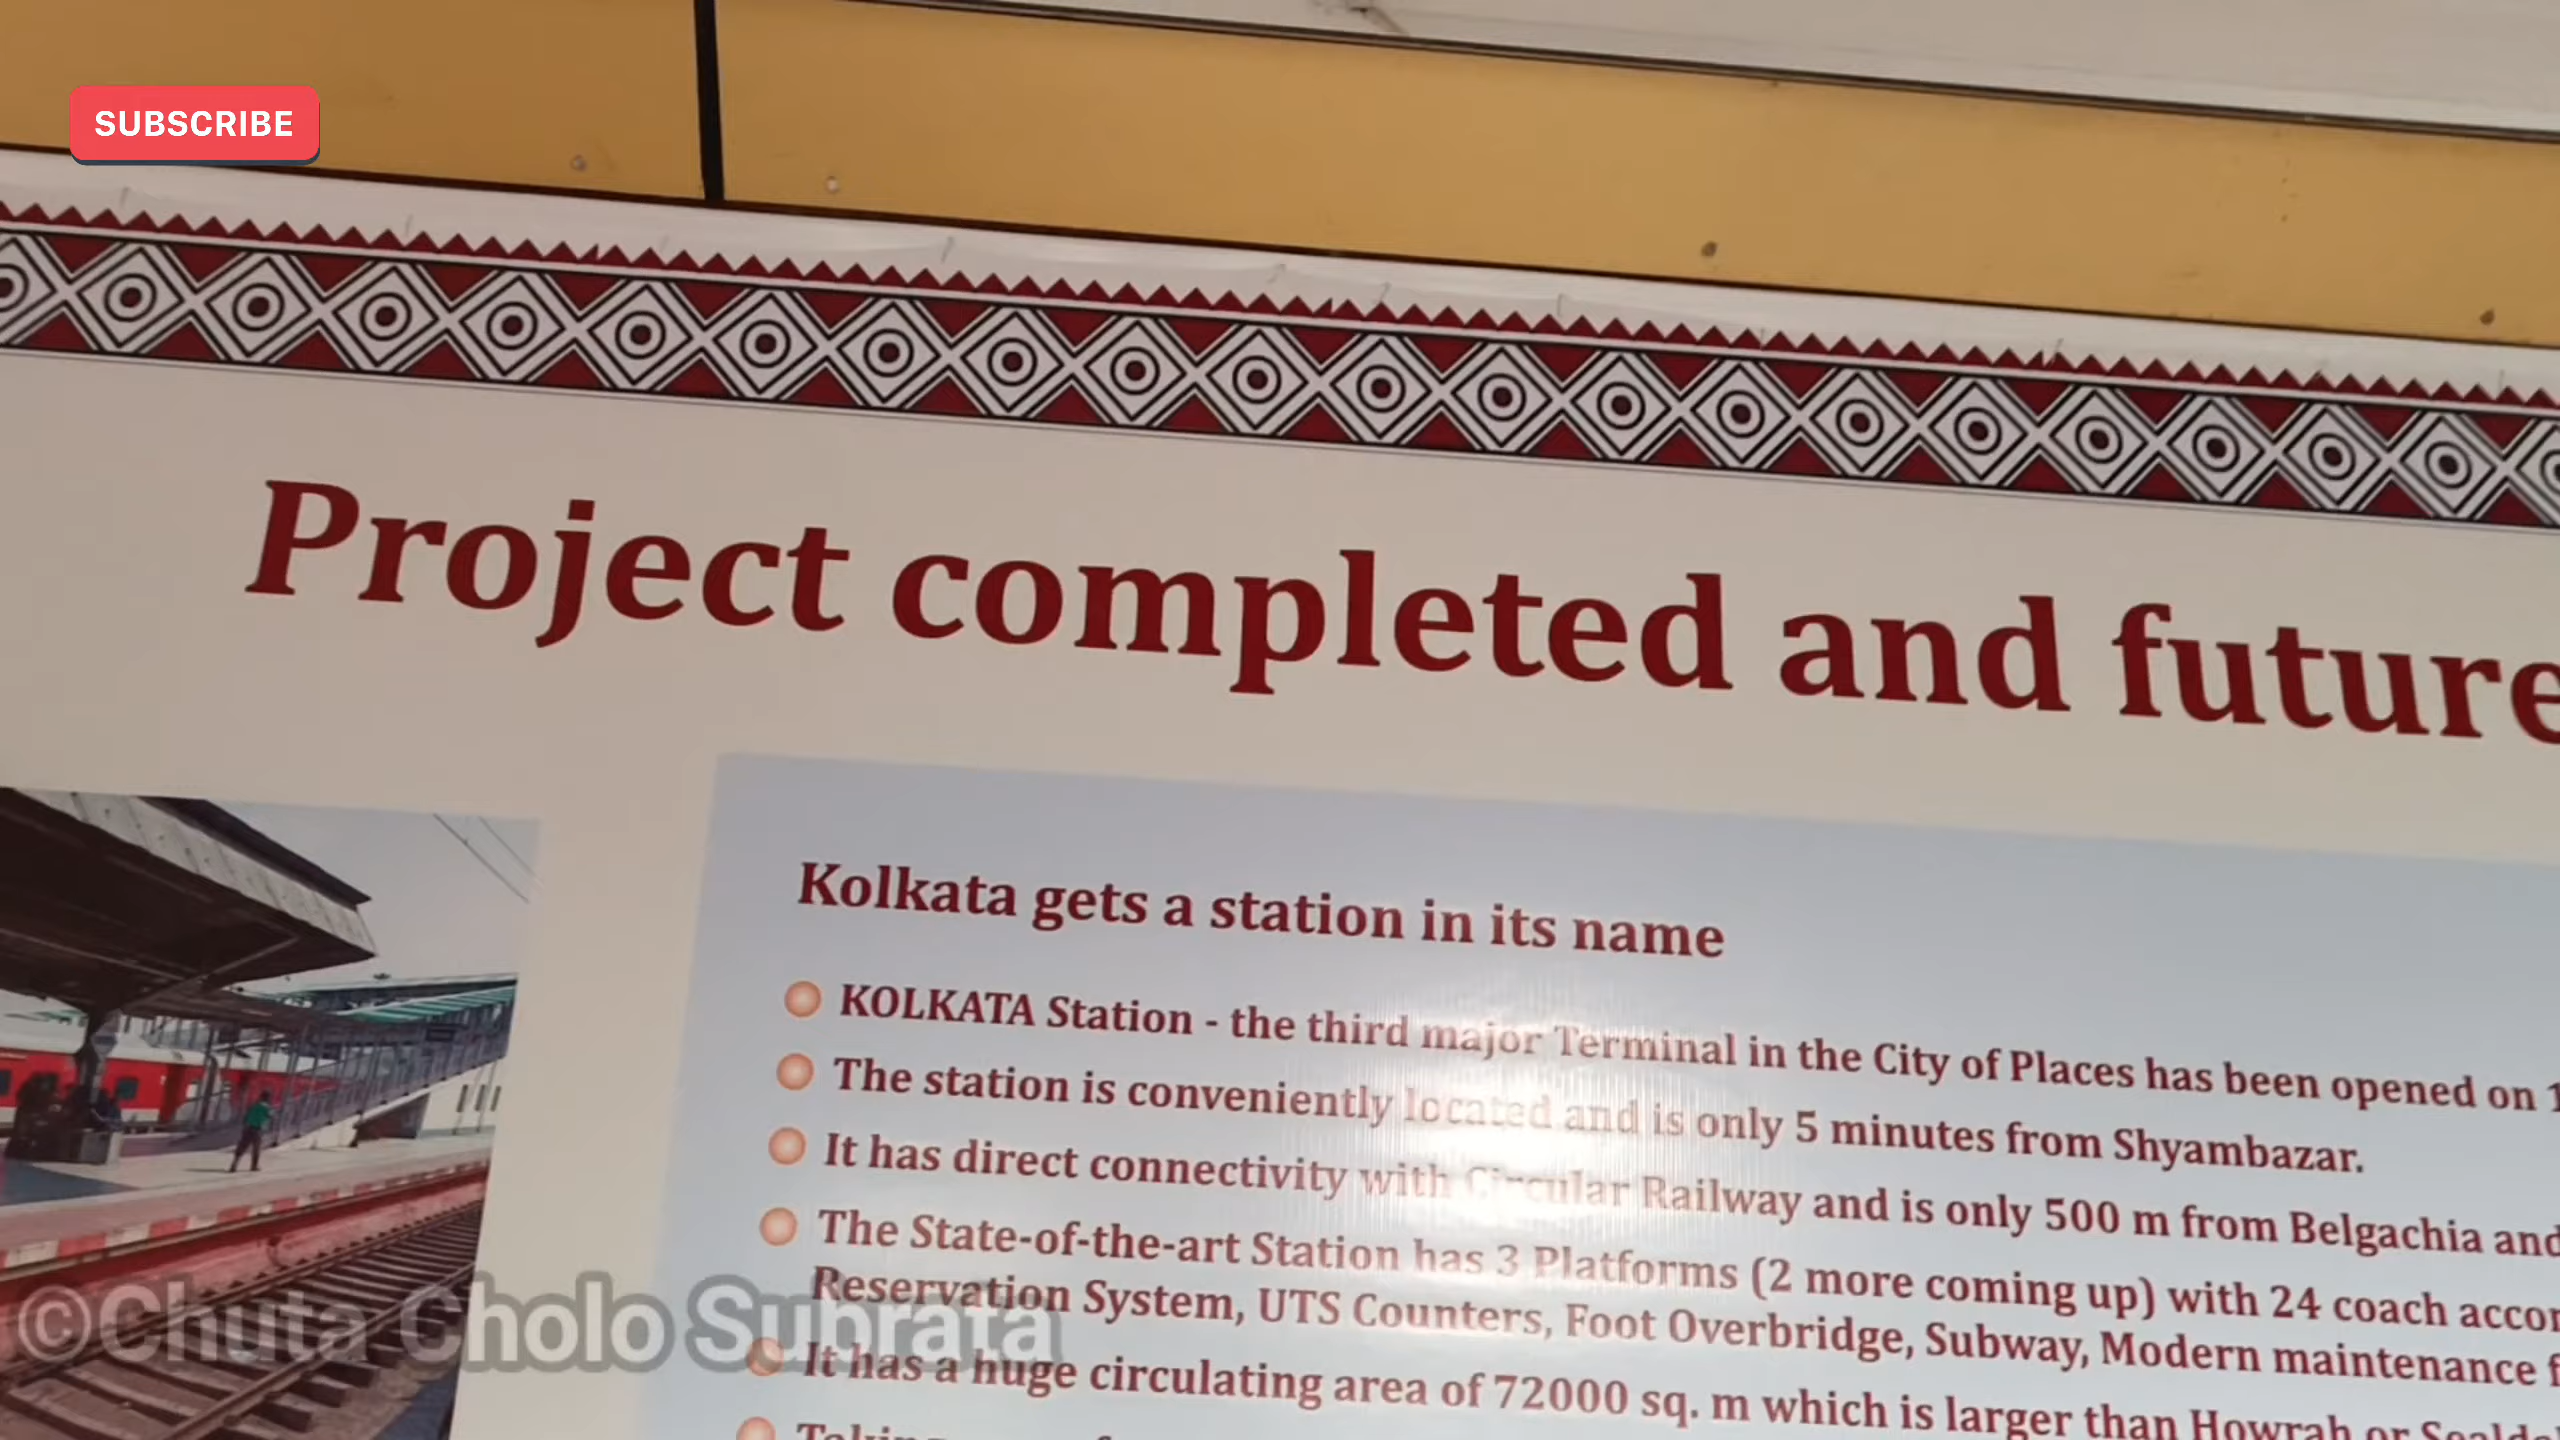 SUBSCRIBE
Project completed and future
Kolkata gets a station in its name
KOLKATA Station - the third major Terminal in the City of Places has been opened on
The station is conveniently located and is only 5 minutes from Shyambazar.
It has direct connectivity with Circular Railway and is only 500 m from Belgachia and
The State-of-the-art Station has 3 Platforms (2 more coming up) with 24 coach
Reservation System, UTS Counters, Foot Overbridge, Subway, Modern maintenance
It has a huge circulating area of 72000 sq. m which is larger than Howrah or
©Chuta Cholo Subrata